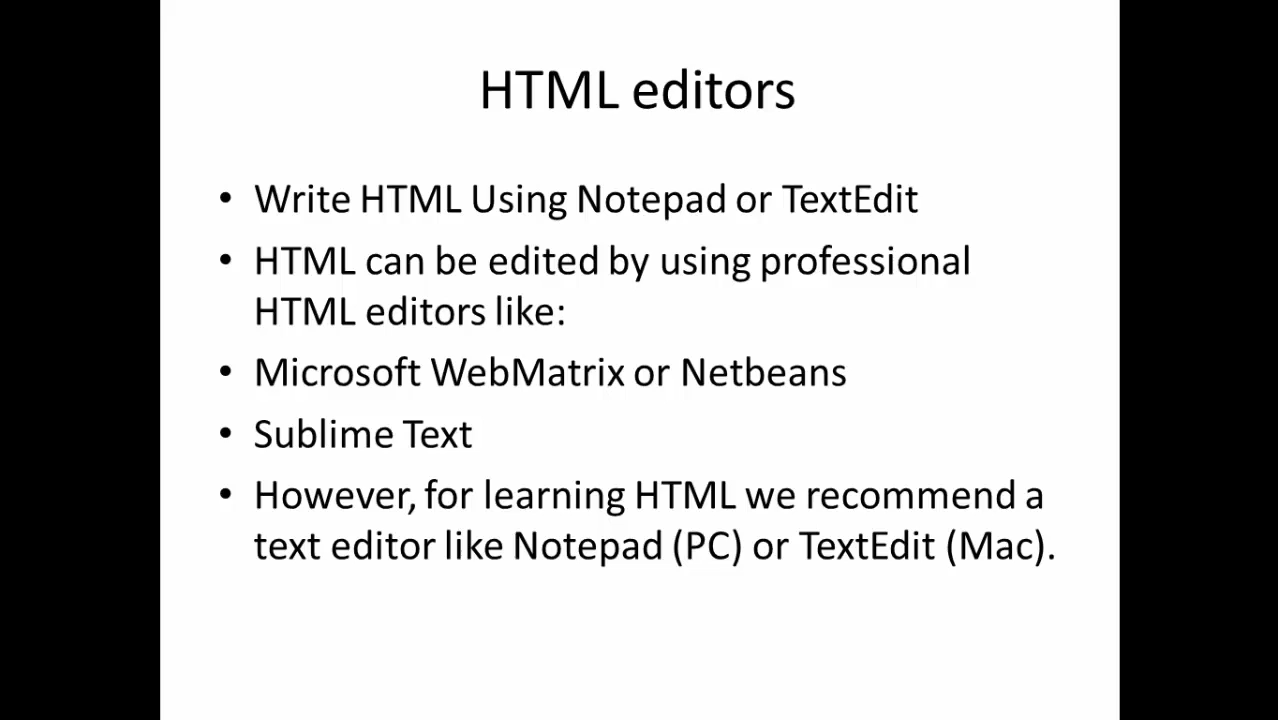 HTML editors
• Write HTML Using Notepad or TextEdit
• HTML can be edited by using professional
HTML editors like:
• Microsoft WebMatrix or Netbeans
• Sublime Text
• However, for learning HTML we recommend a
text editor like Notepad (PC) or TextEdit (Mac).